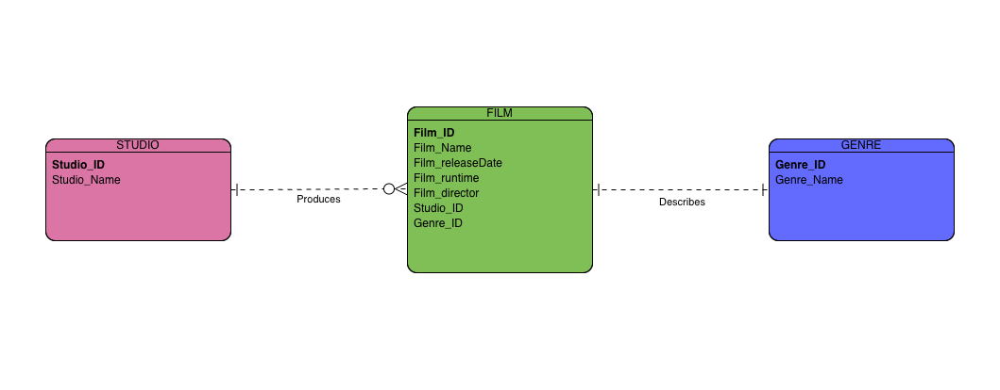 STUDIO
Studio_ID
Studio_Name
Produces
FILM
Film_ID
Film_Name
Film_releaseDate
Film_runtime
Film_director
Studio_ID
Genre_ID
Describes
GENRE
Genre_ID
Genre_Name